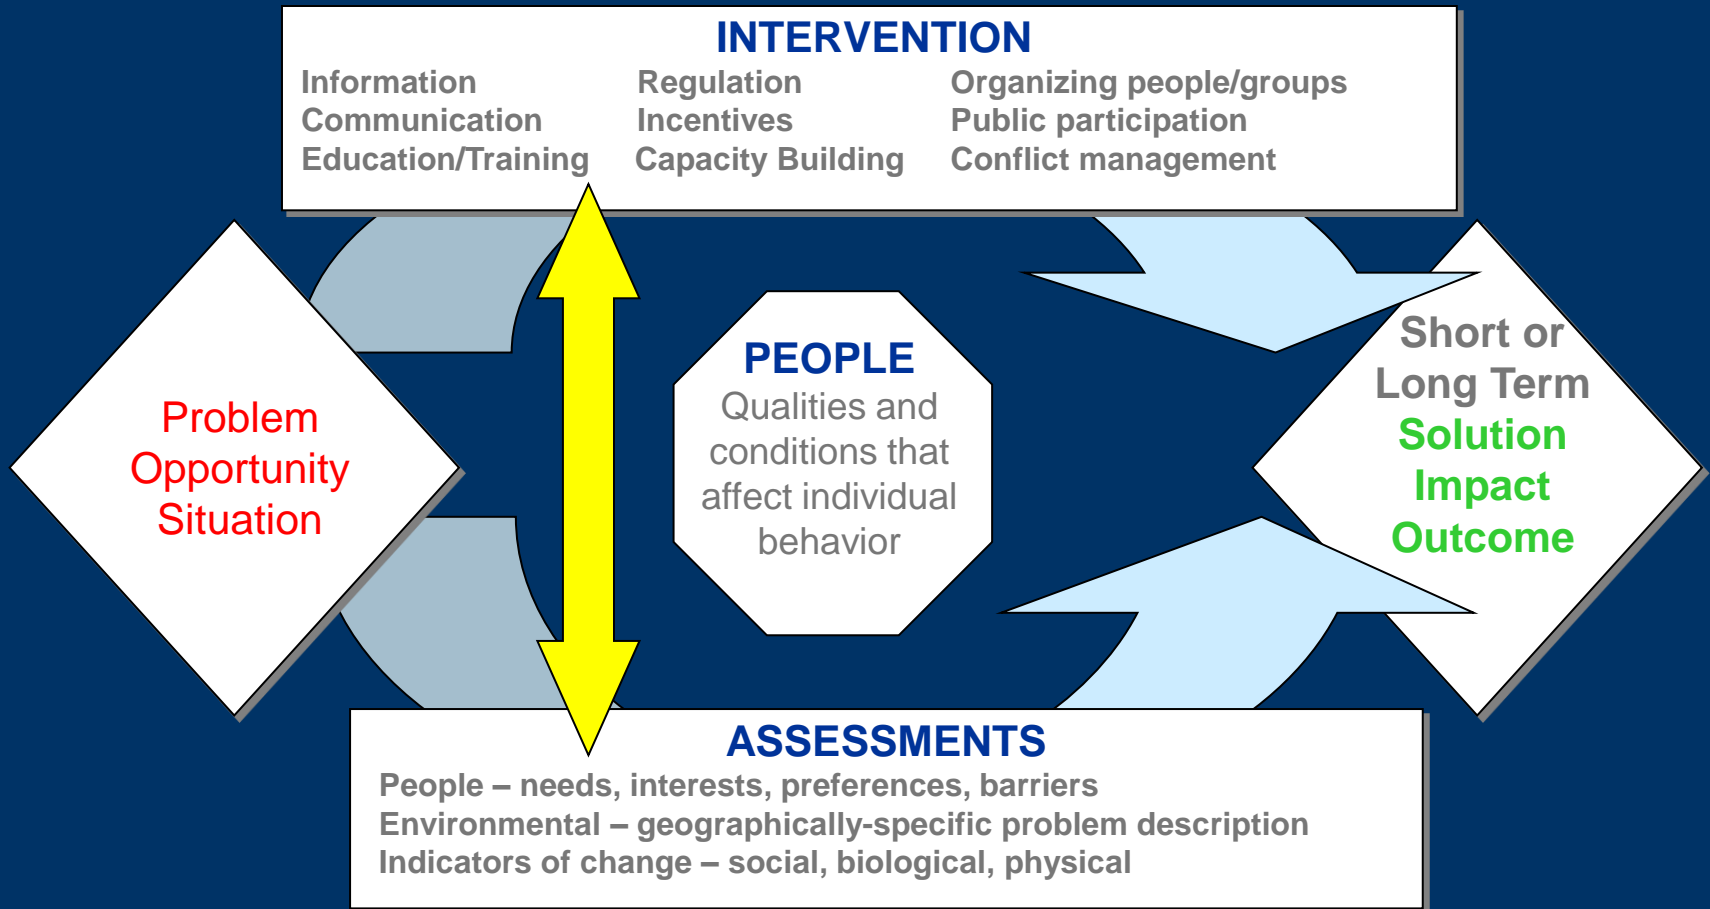 INTERVENTION
Information Regulation Organizing people/groups
Communication Incentives Public participation
Education/Training Capacity Building Conflict management
Problem
Opportunity
Situation
PEOPLE
Qualities and
conditions that
affect individual
behavior
Short or
Long Term
Solution
Impact
Outcome
ASSESSMENTS
People – needs, interests, preferences, barriers
Environmental – geographically-specific problem description
Indicators of change – social, biological, physical